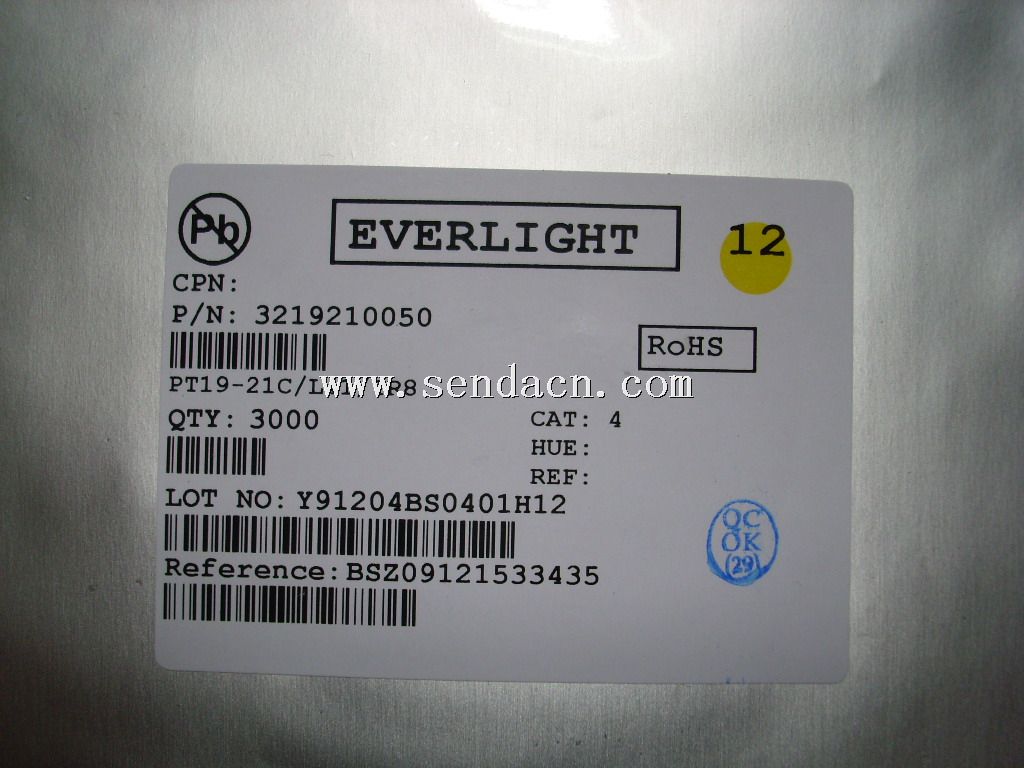 Pb
EVERLIGHT
12
CPN:
P/N: 3219210050
RoHS
www.sendacn.com
QTY: 3000
CAT: 4
HUE:
REF:
LOT NO: Y91204BS0401H12
QC
OK
(29)
Reference: BSZ09121533435